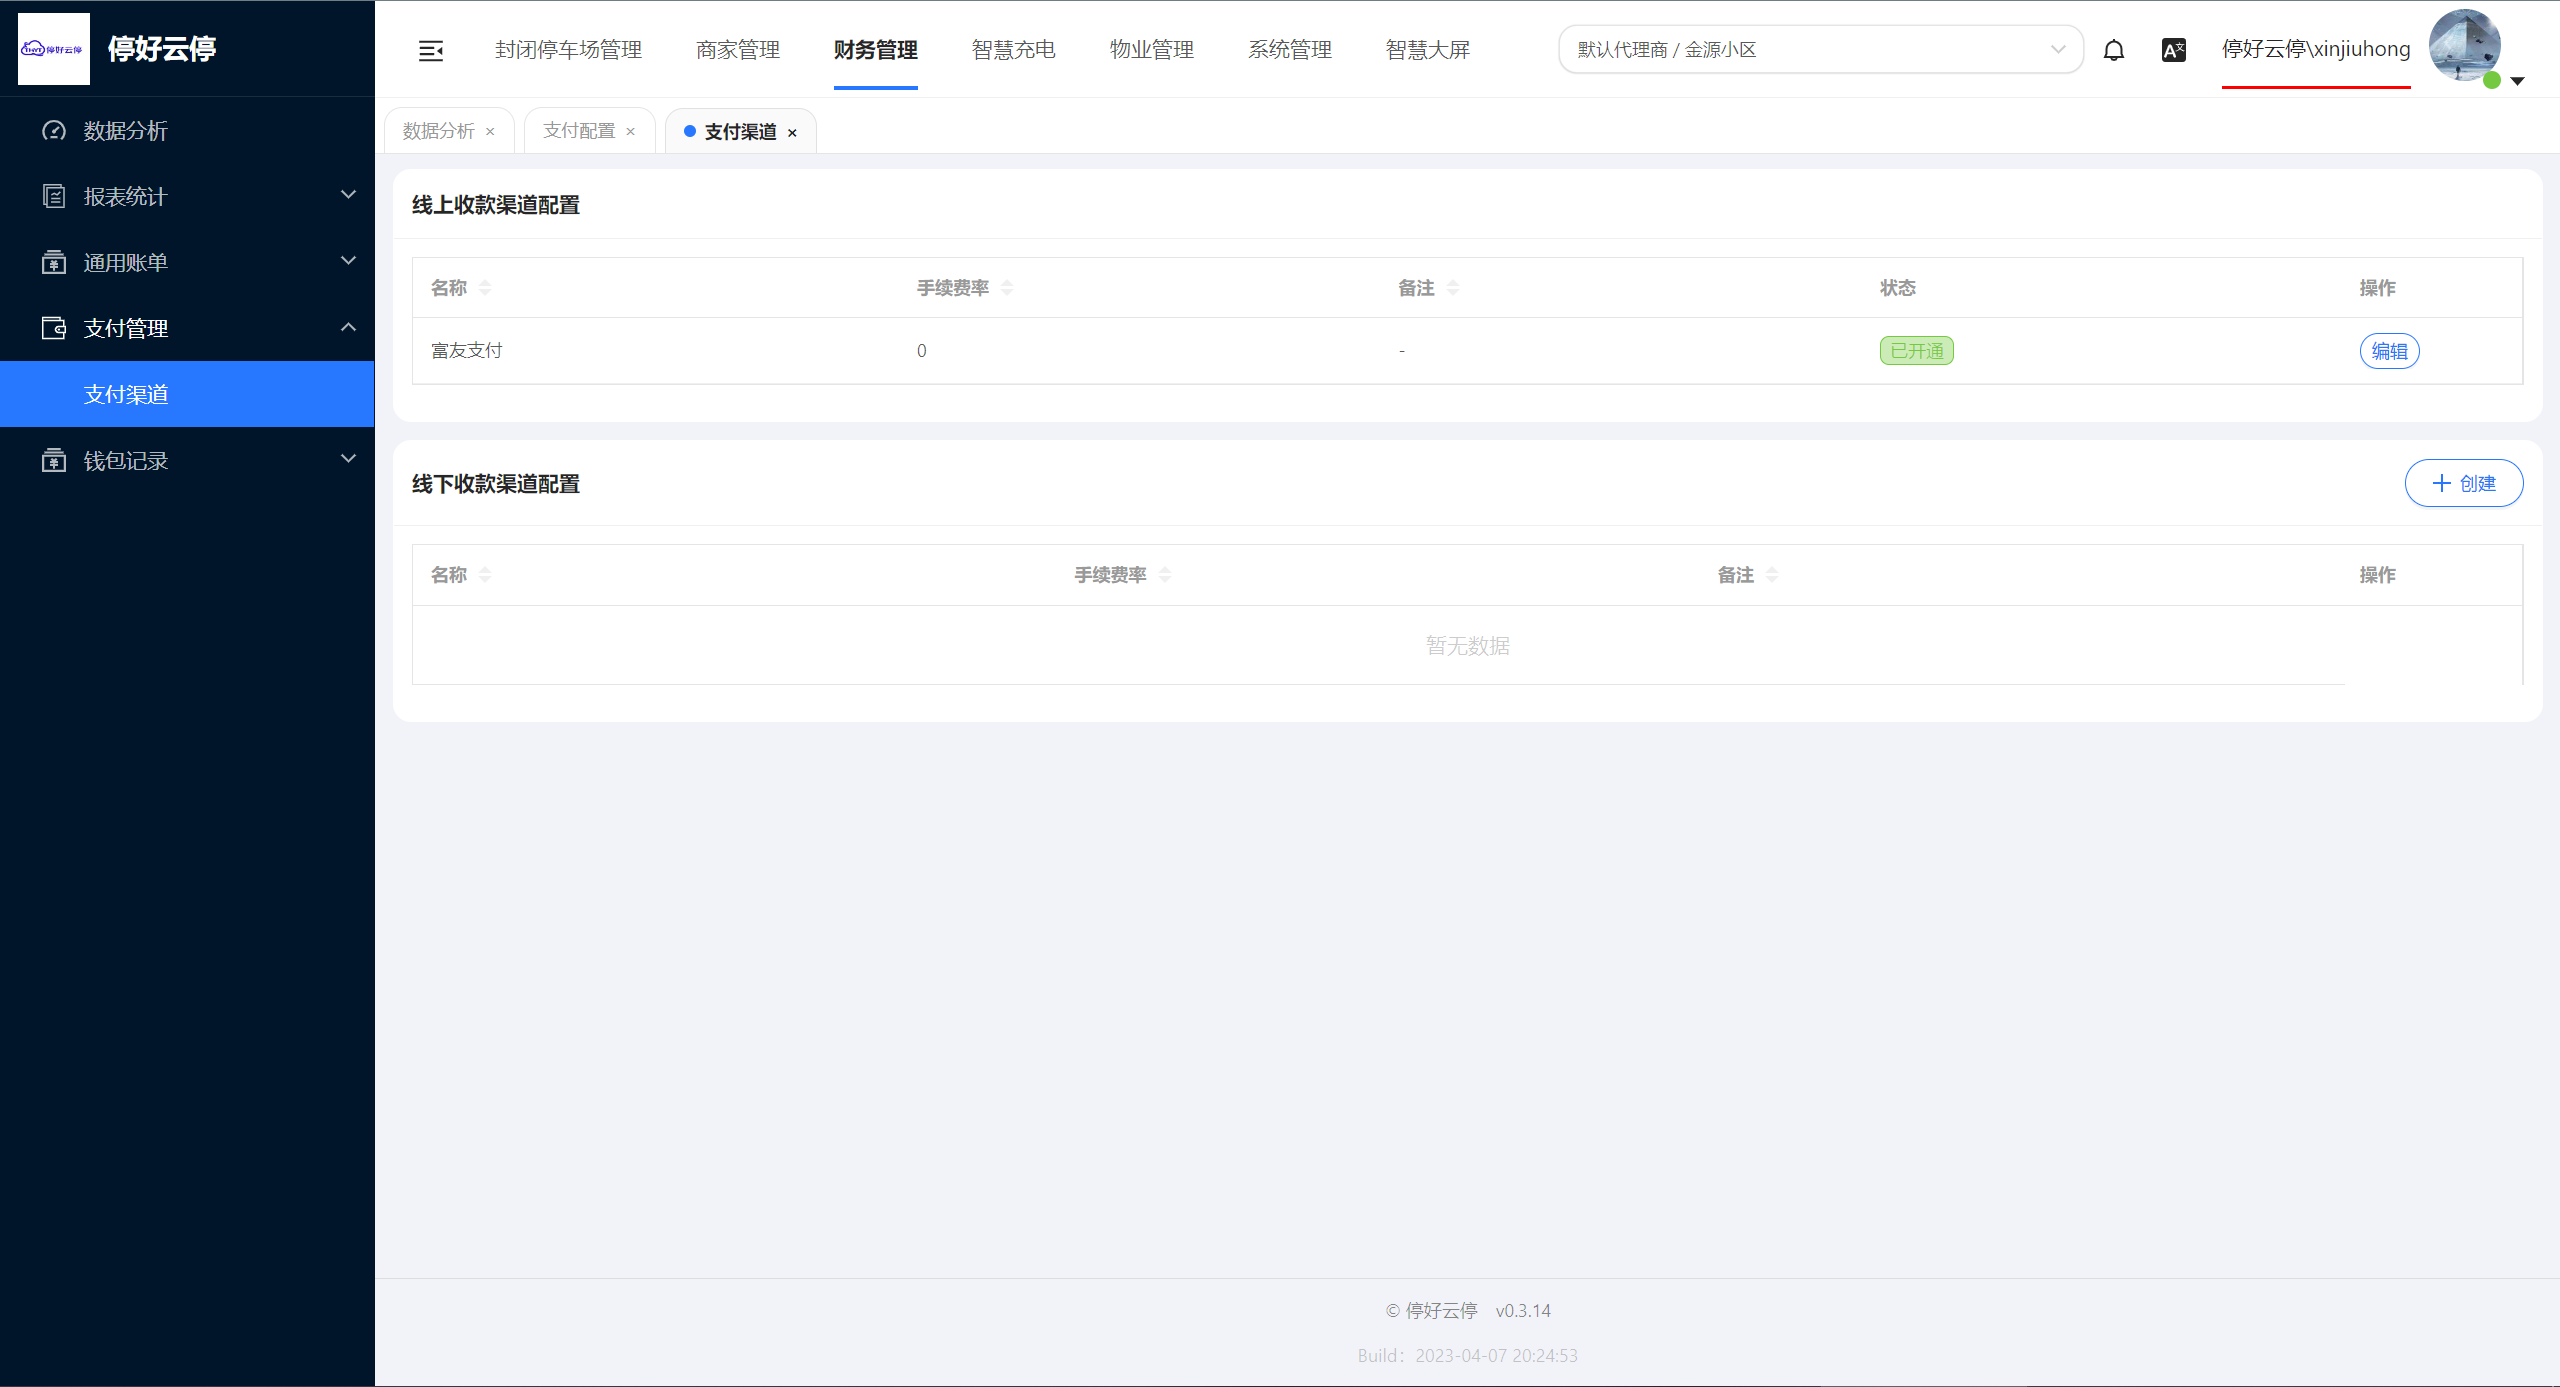 停好云停
停好云停
封闭停车场管理 商家管理 财务管理 智慧充电 物业管理 系统管理 智慧大屏
默认代理商 / 金源小区
停好云停\xinjiuhong
数据分析 × 支付配置 × 支付渠道 ×
数据分析
报表统计
通用账单
支付管理
支付渠道
钱包记录
线上收款渠道配置
名称 手续费率 备注 状态 操作
富友支付 0 - 已开通 编辑
线下收款渠道配置
创建
名称 手续费率 备注 操作
暂无数据
© 停好云停 v0.3.14
Build：2023-04-07 20:24:53